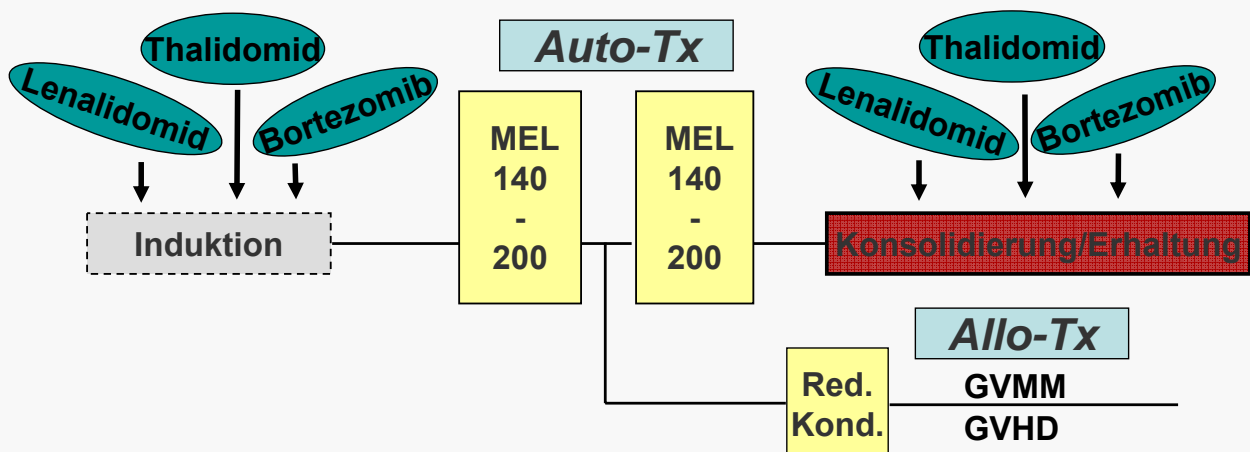 Thalidomid
Lenalidomid
Bortezomib
Induktion
Auto-Tx
MEL
140
-
200
MEL
140
-
200
Thalidomid
Lenalidomid
Bortezomib
Konsolidierung/Erhaltung
Allo-Tx
Red.
Kond.
GVMM
GVHD